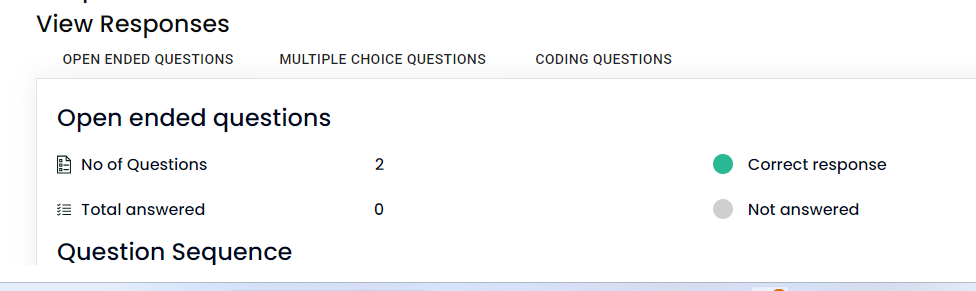 View Responses
OPEN ENDED QUESTIONS MULTIPLE CHOICE QUESTIONS CODING QUESTIONS
Open ended questions
No of Questions 2 Correct response
Total answered 0 Not answered
Question Sequence